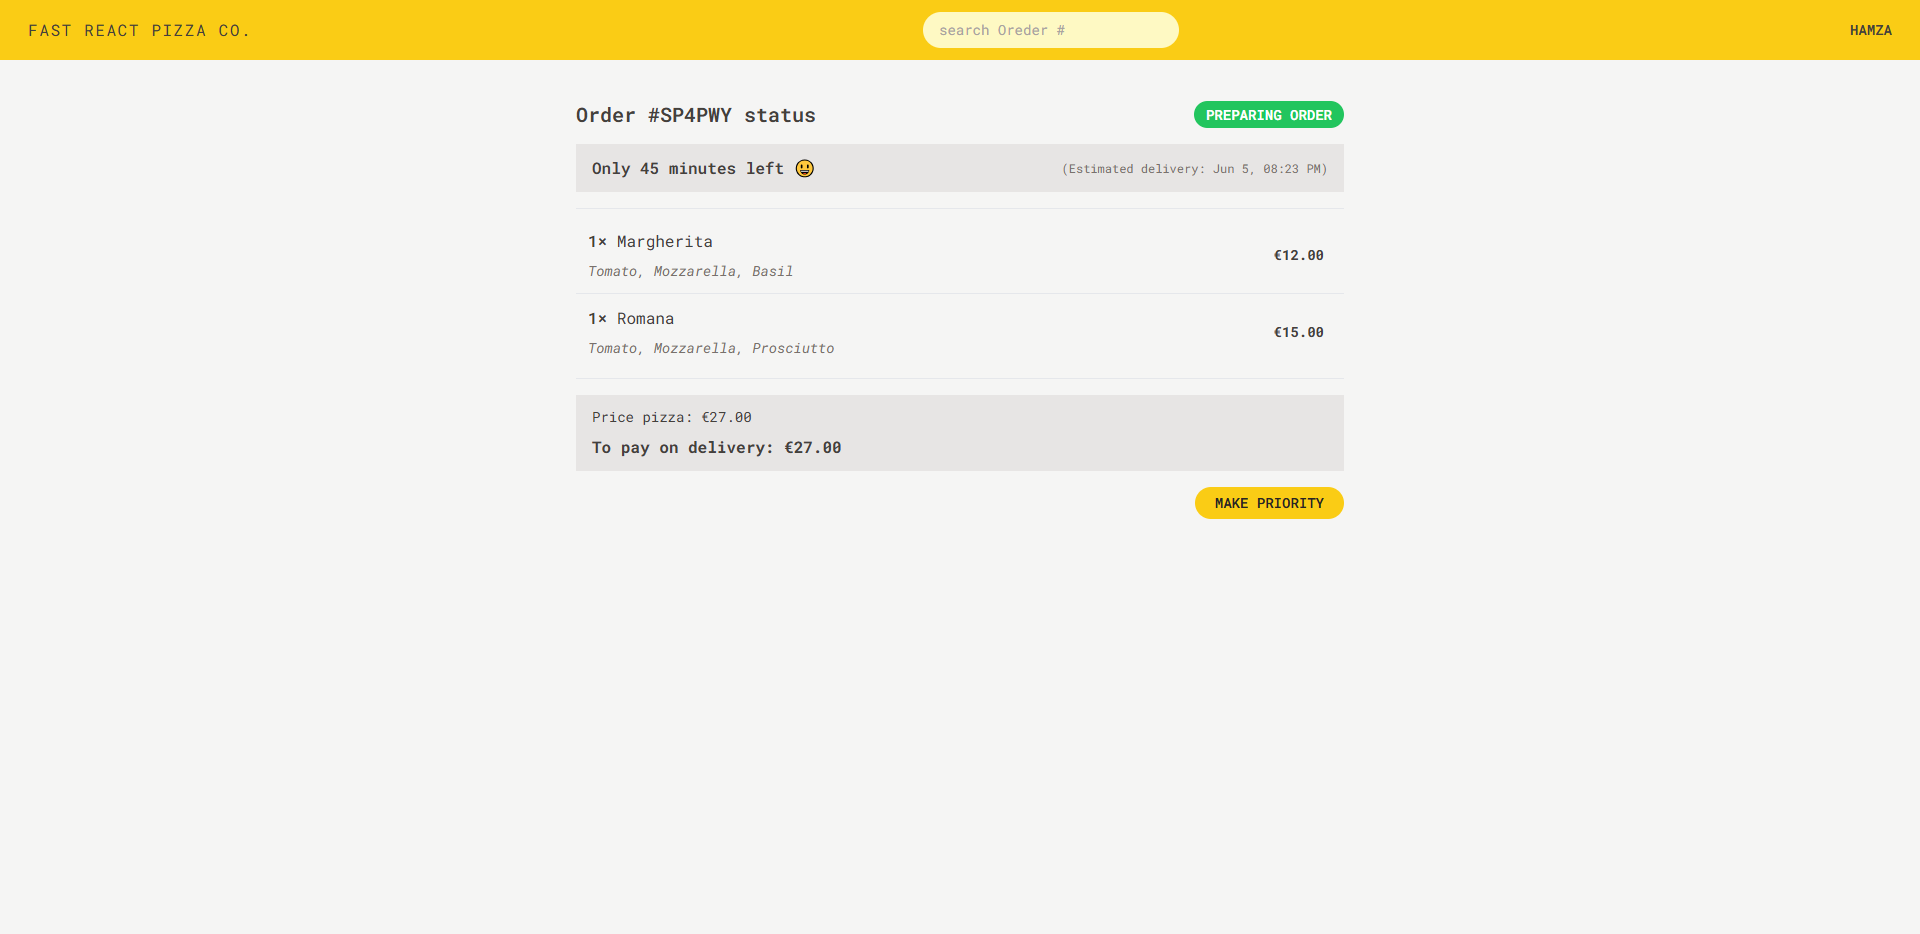 FAST REACT PIZZA CO.
search Oreder #
HAMZA
Order #SP4PWY status
PREPARING ORDER
Only 45 minutes left 😃
(Estimated delivery: Jun 5, 08:23 PM)
1× Margherita
Tomato, Mozzarella, Basil
€12.00
1× Romana
Tomato, Mozzarella, Prosciutto
€15.00
Price pizza: €27.00
To pay on delivery: €27.00
MAKE PRIORITY